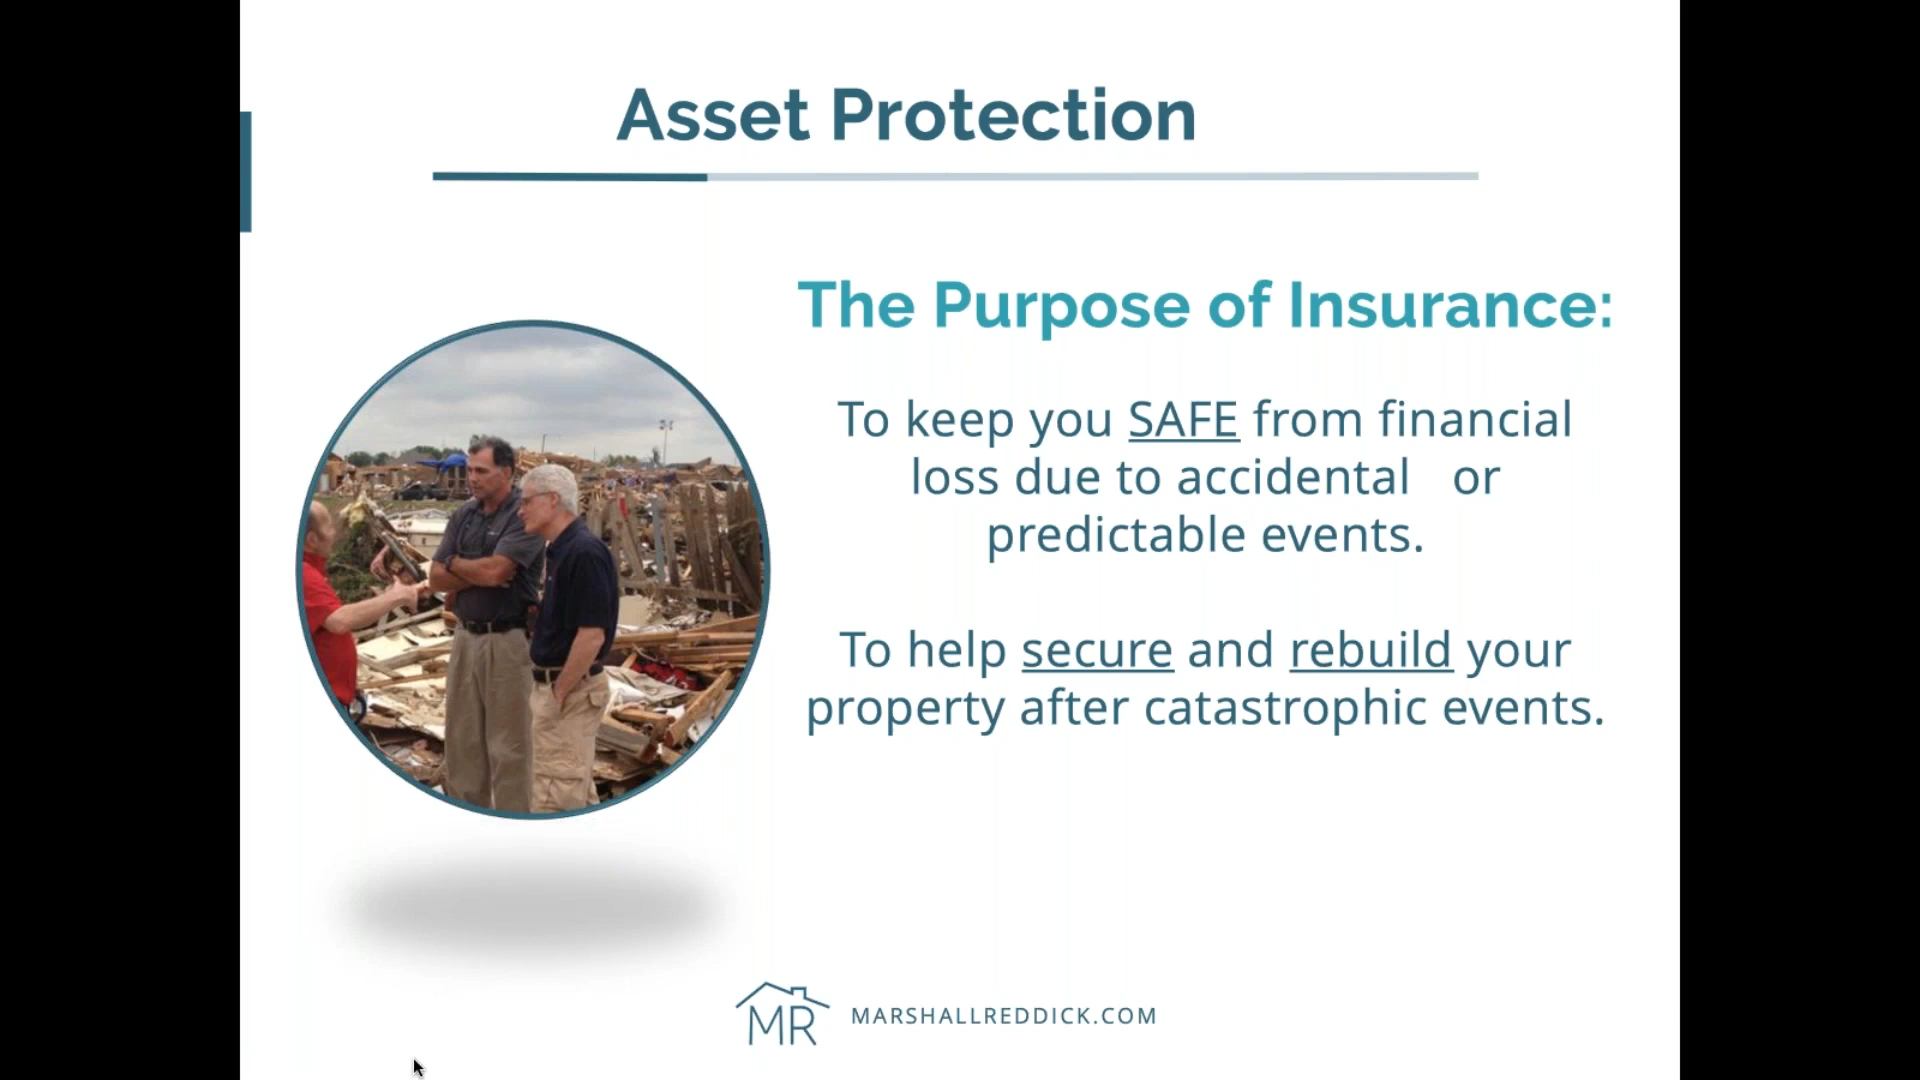 Asset Protection
The Purpose of Insurance:
To keep you SAFE from financial
loss due to accidental or
predictable events.
To help secure and rebuild your
property after catastrophic events.
MR MARSHALLREDDICK.COM